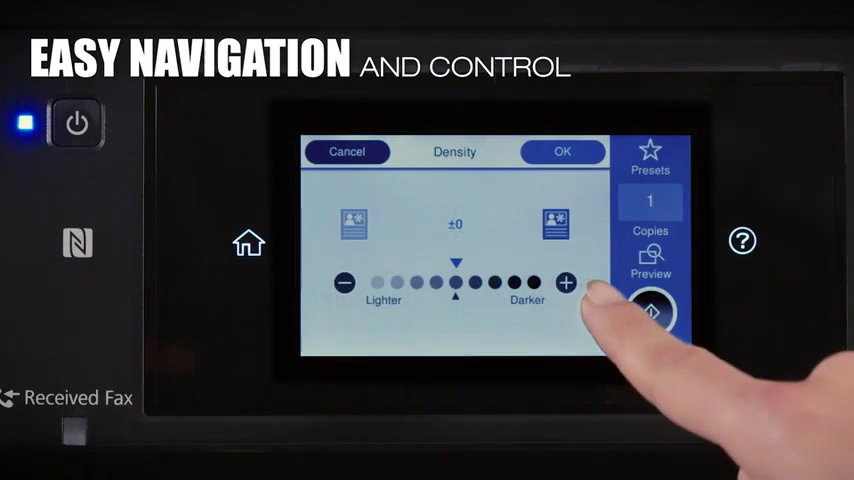 EASY NAVIGATION AND CONTROL
Cancel
Density
OK
Presets
1
Copies
Preview
±0
Lighter
Darker
Received Fax